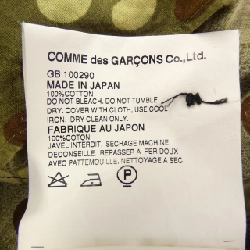 COMME des GARÇONS Co.,Ltd.
GB 100290
MADE IN JAPAN
100%COTTON
DO NOT BLEACH. DO NOT TUMBLE
DRY. DAMPED WITH CLOTH, USE COOL
IRON. DRY CLEAN ONLY.
FABRIQUE AU JAPON
100%COTON
JAVEL INTERDIT. SECHAGE MACHINE
DECONSEILLE. REPASSER A FER DOUX
AVEC PATTEMOUILLE. NETTOYAGE A SEC
P